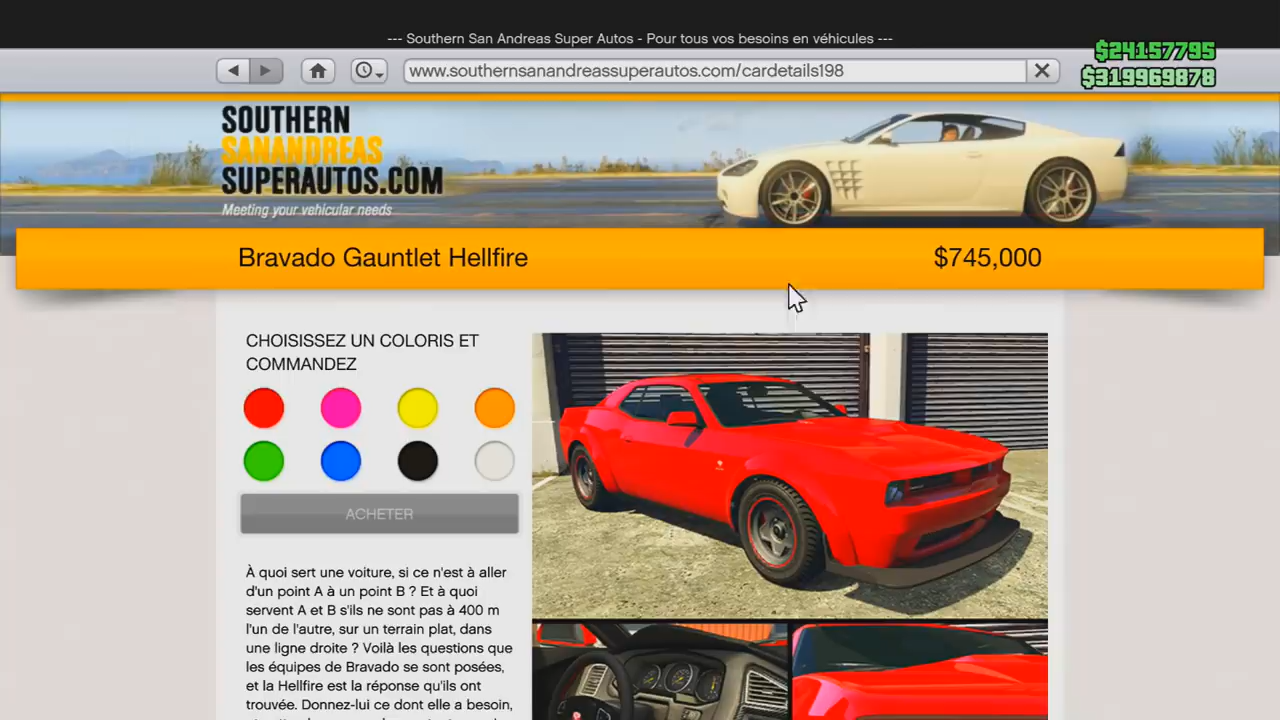 --- Southern San Andreas Super Autos - Pour tous vos besoins en véhicules ---
$24157795
www.southernsanandreassuperautos.com/cardetails198
$319969878
SOUTHERN
SANANDREAS
SUPERAUTOS.COM
Meeting your vehicular needs
Bravado Gauntlet Hellfire
$745,000
CHOISISSEZ UN COLORIS ET
COMMANDEZ
ACHETER
À quoi sert une voiture, si ce n'est à aller
d'un point A à un point B ? Et à quoi
servent A et B s'ils ne sont pas à 400 m
l'un de l'autre, sur un terrain plat, dans
une ligne droite ? Voilà les questions que
les équipes de Bravado se sont posées,
et la Hellfire est la réponse qu'ils ont
trouvée. Donnez-lui ce dont elle a besoin,